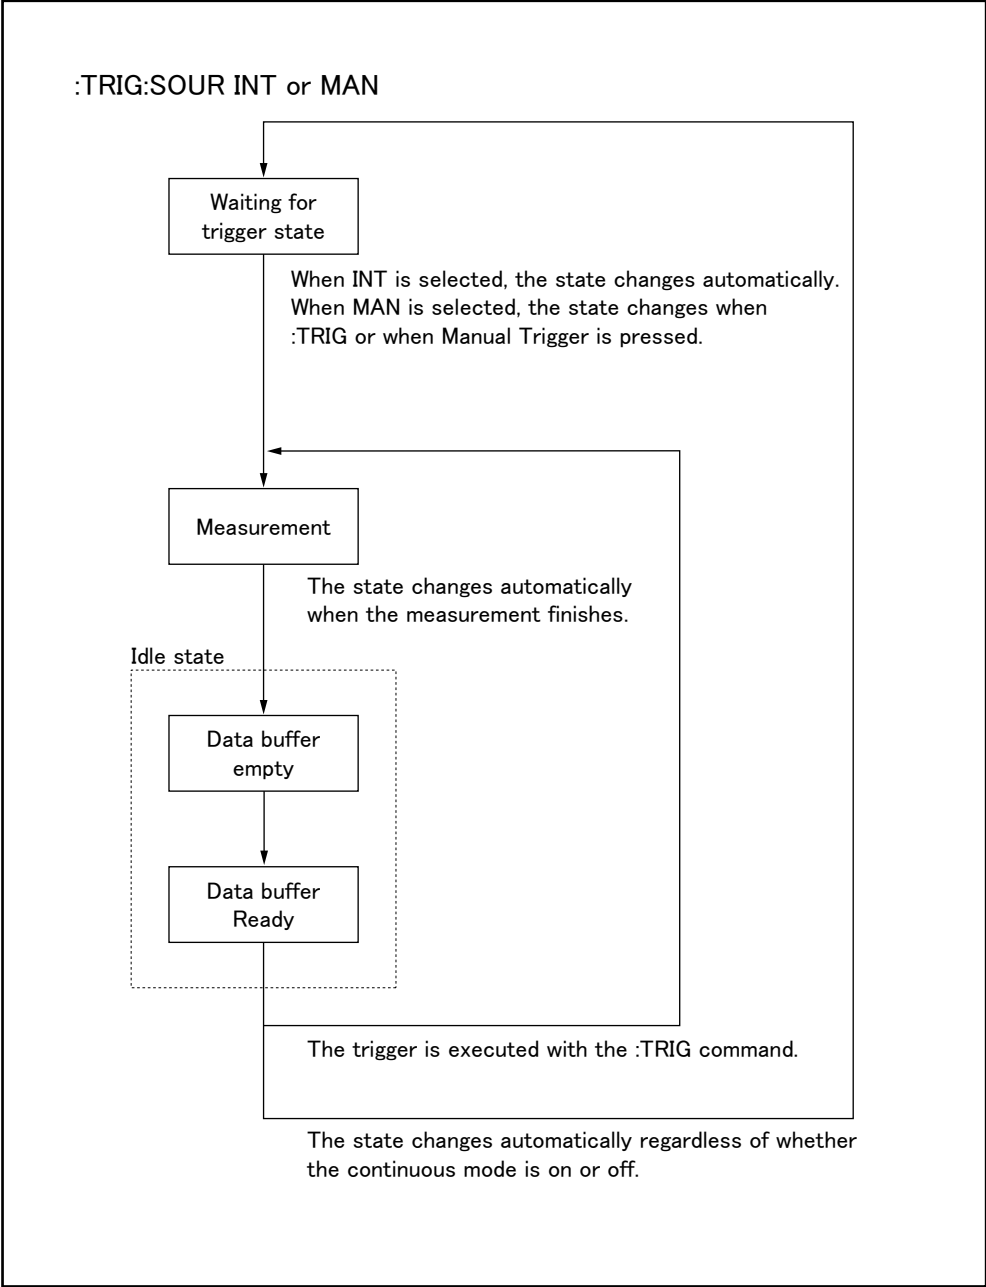 :TRIG:SOUR INT or MAN
Waiting for
trigger state
When INT is selected, the state changes automatically.
When MAN is selected, the state changes when
:TRIG or when Manual Trigger is pressed.
Measurement
The state changes automatically
when the measurement finishes.
Idle state
Data buffer
empty
Data buffer
Ready
The trigger is executed with the :TRIG command.
The state changes automatically regardless of whether
the continuous mode is on or off.